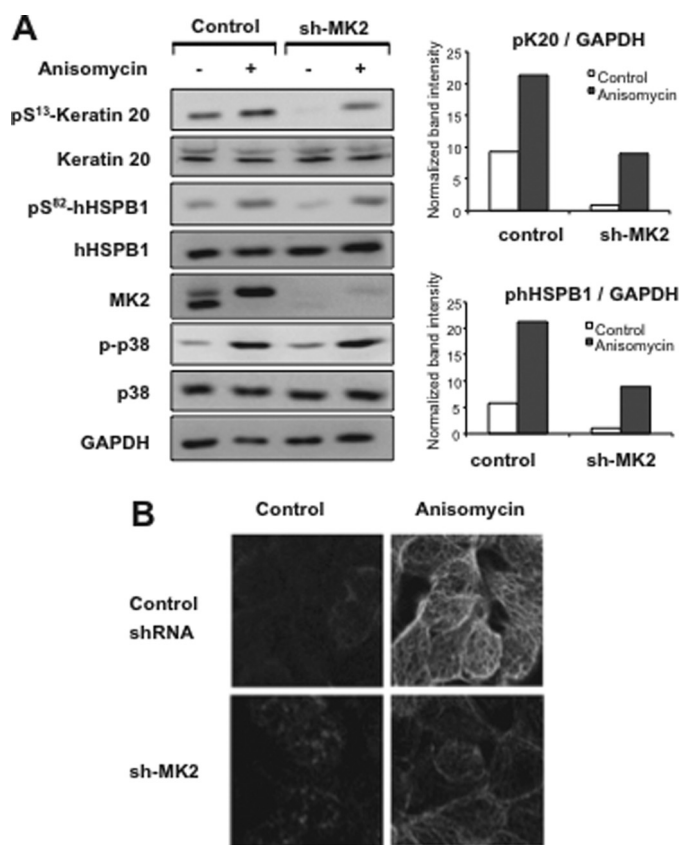 A
Control sh-MK2
Anisomycin - + - +
pS13-Keratin 20
Keratin 20
pS82-hHSPB1
hHSPB1
MK2
p-p38
p38
GAPDH
pK20 / GAPDH
Normalized band intensity
25
20
15
10
5
0
Control
Anisomycin
control sh-MK2
phHSPB1 / GAPDH
Normalized band intensity
25
20
15
10
5
0
Control
Anisomycin
control sh-MK2
B
Control Anisomycin
Control
shRNA
sh-MK2